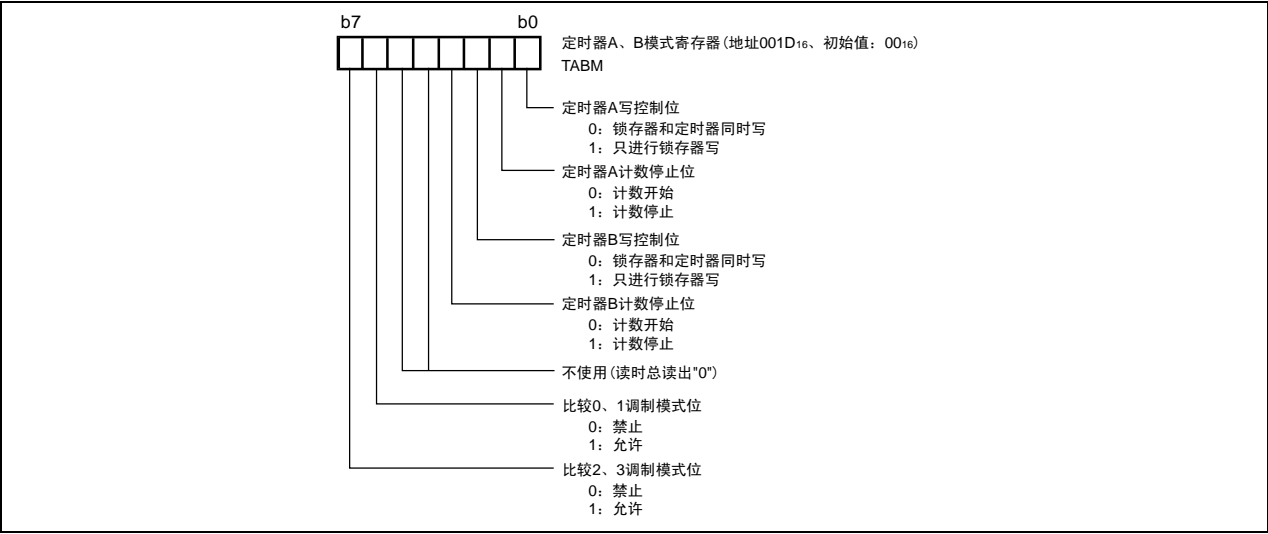 b7 b0
定时器A、B模式寄存器(地址001D16、初始值：0016)
TABM
定时器A写控制位
0：锁存器和定时器同时写
1：只进行锁存器写
定时器A计数停止位
0：计数开始
1：计数停止
定时器B写控制位
0：锁存器和定时器同时写
1：只进行锁存器写
定时器B计数停止位
0：计数开始
1：计数停止
不使用(读时总读出"0")
比较0、1调制模式位
0：禁止
1：允许
比较2、3调制模式位
0：禁止
1：允许